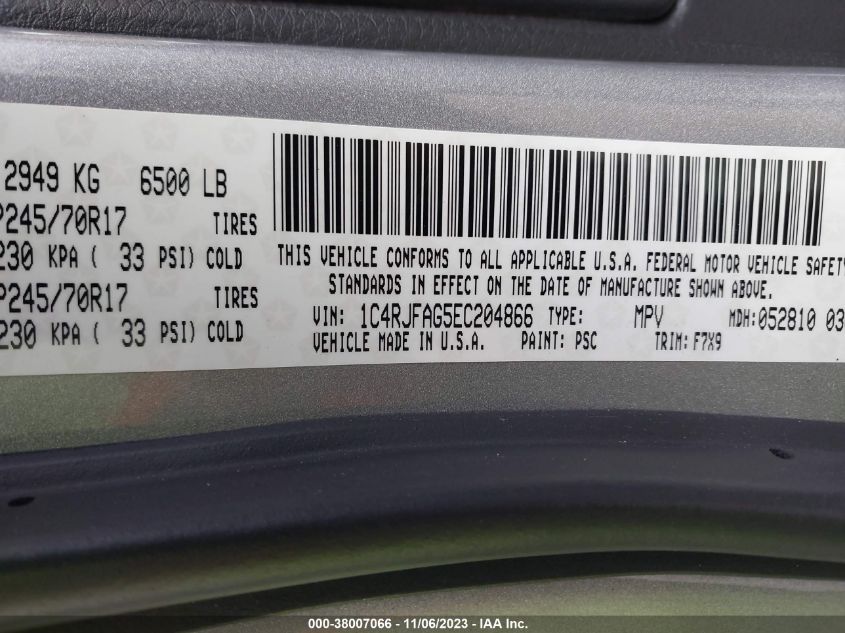 2949 KG 6500 LB
P245/70R17 TIRES
230 KPA ( 33 PSI) COLD
P245/70R17 TIRES
230 KPA ( 33 PSI) COLD
THIS VEHICLE CONFORMS TO ALL APPLICABLE U.S.A. FEDERAL MOTOR VEHICLE SAFETY
STANDARDS IN EFFECT ON THE DATE OF MANUFACTURE SHOWN ABOVE.
VIN: 1C4RJFAG5EC204866 TYPE: MPV MDH:052810 03
VEHICLE MADE IN U.S.A. PAINT: PSC TRIM: F7X9
000-38007066 - 11/06/2023 - IAA Inc.